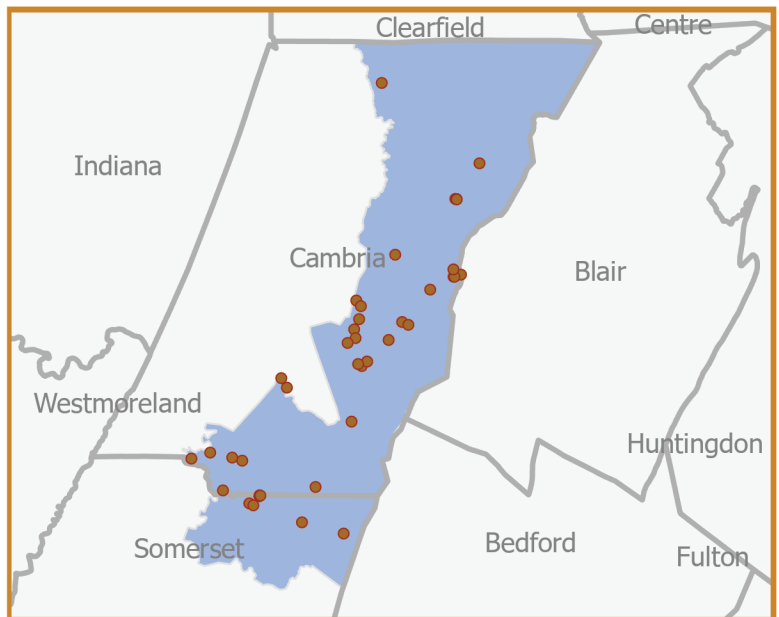 Clearfield
Centre
Indiana
Cambria
Blair
Westmoreland
Huntingdon
Somerset
Bedford
Fulton